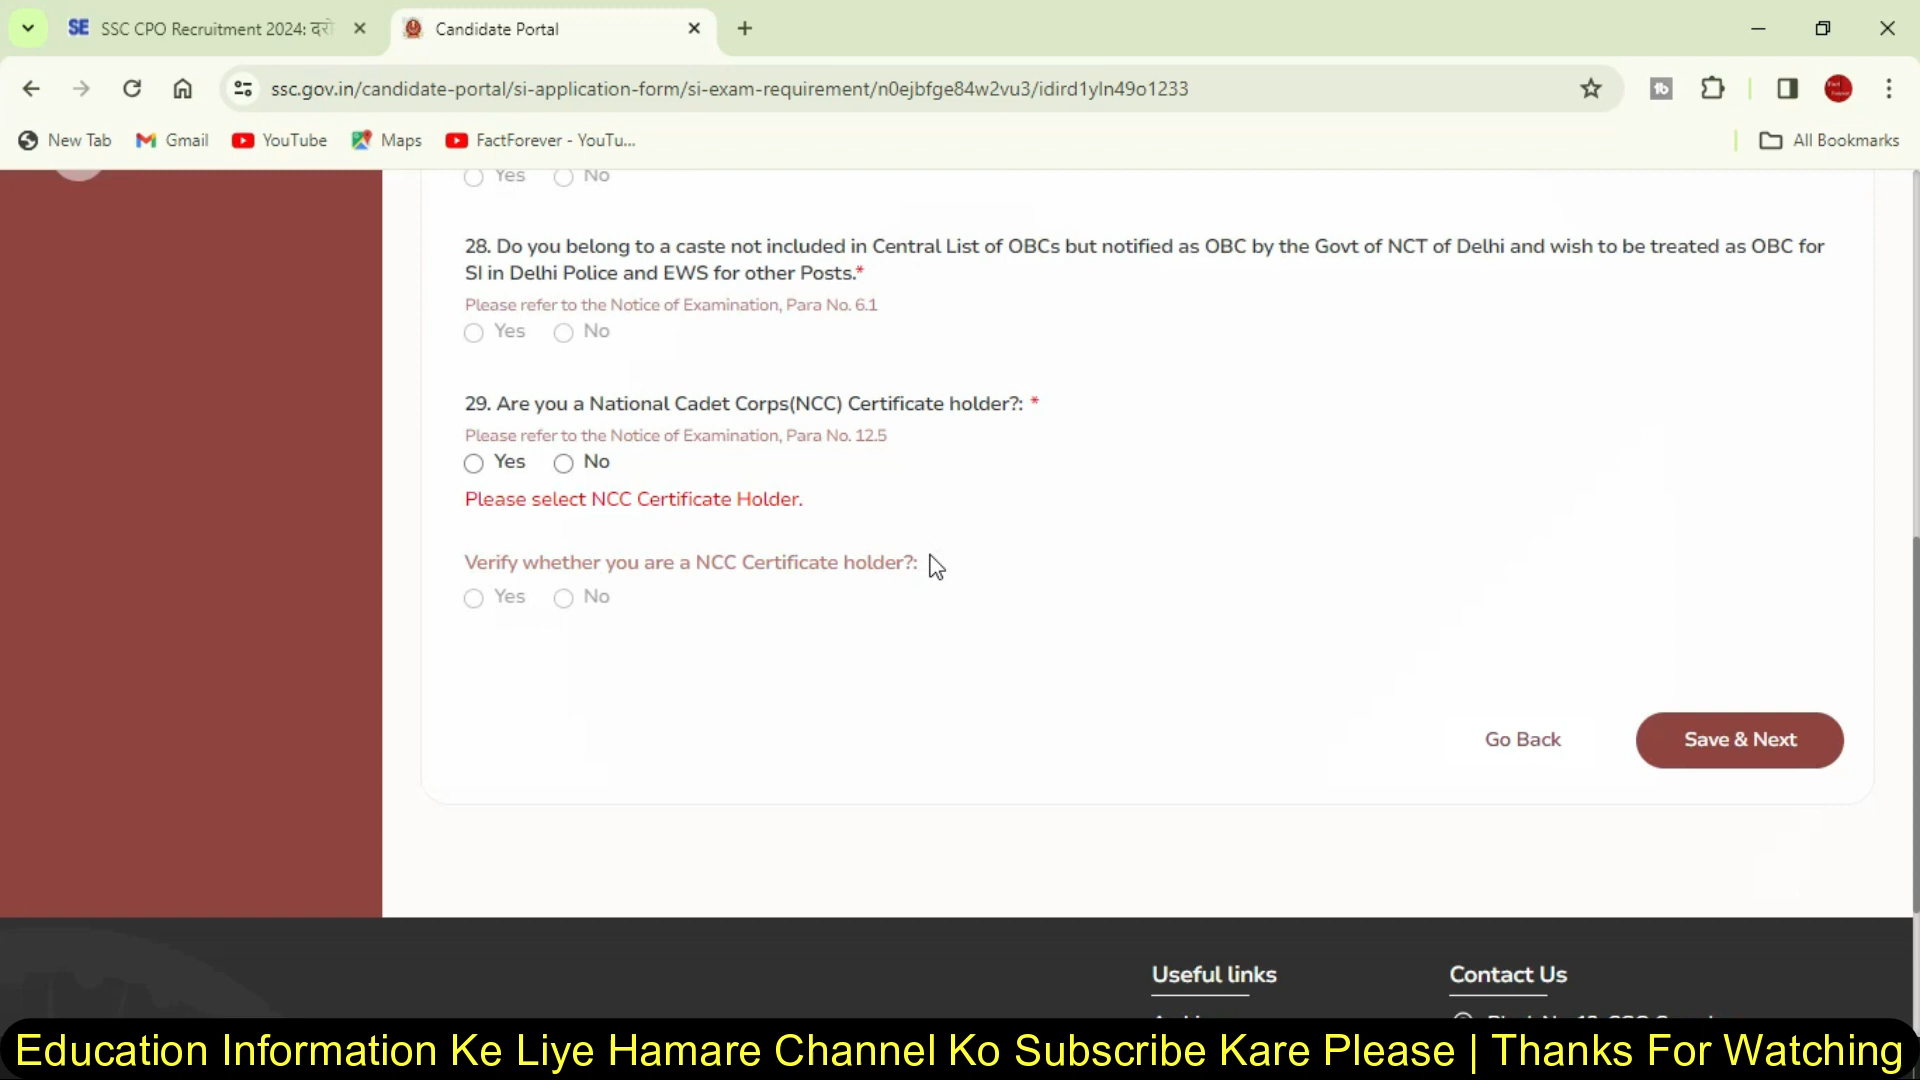 SE SSC CPO Recruitment 2024: दरो
Candidate Portal
ssc.gov.in/candidate-portal/si-application-form/si-exam-requirement/n0ejbfge84w2vu3/idird1yln49o1233
New Tab Gmail YouTube Maps FactForever - YouTu... All Bookmarks
Yes No
28. Do you belong to a caste not included in Central List of OBCs but notified as OBC by the Govt of NCT of Delhi and wish to be treated as OBC for
SI in Delhi Police and EWS for other Posts.*
Please refer to the Notice of Examination, Para No. 6.1
Yes No
29. Are you a National Cadet Corps(NCC) Certificate holder?: *
Please refer to the Notice of Examination, Para No. 12.5
Yes No
Please select NCC Certificate Holder.
Verify whether you are a NCC Certificate holder?:
Yes No
Go Back Save & Next
Useful links Contact Us
Education Information Ke Liye Hamare Channel Ko Subscribe Kare Please | Thanks For Watching